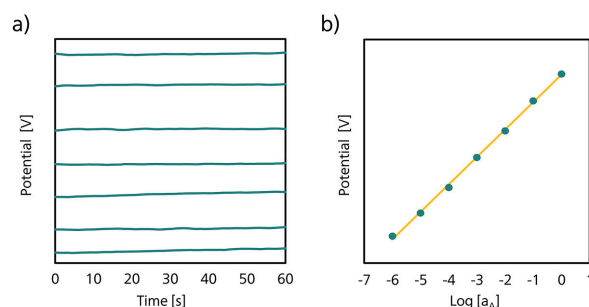 a)
Potential [V]
0 10 20 30 40 50 60
Time [s]
b)
Potential [V]
-7 -6 -5 -4 -3 -2 -1 0 1
Log [aA]